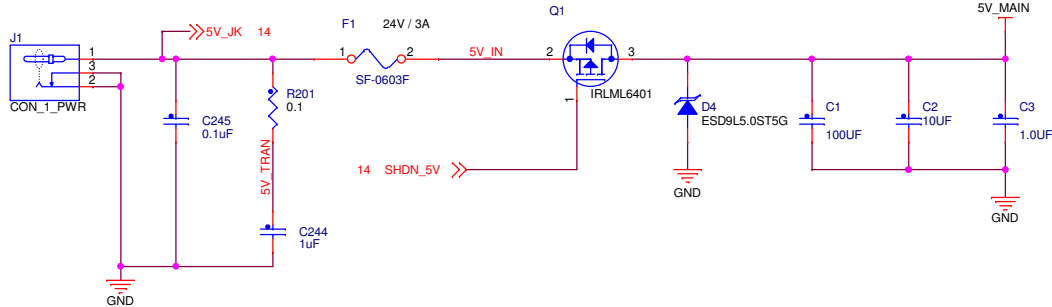 5V_MAIN
Q1
F1 24V / 3A
5V_JK 14
J1
1
3
2
CON_1_PWR
1 2
SF-0603F
5V_IN
2 3
1
IRLML6401
R201
0.1
C245
0.1uF
5V_TRAN
14 SHDN_5V
D4
ESD9L5.0ST5G
C1
100UF
C2
10UF
C3
1.0UF
GND
GND
C244
1uF
GND